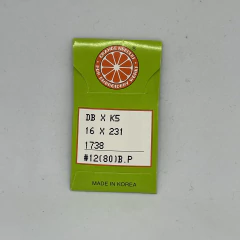 DB X K5
16 X 231
1738
#12(80)B.P
MADE IN KOREA